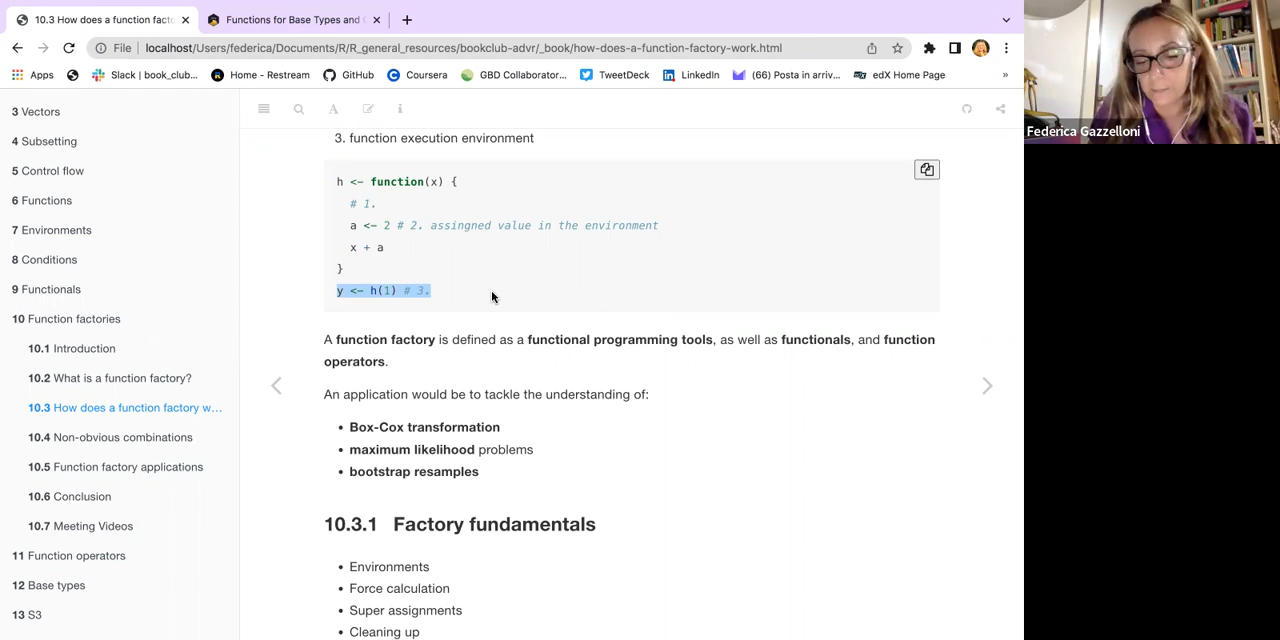 10.3 How does a function facto
Functions for Base Types and
File localhost/Users/federica/Documents/R/R_general_resources/bookclub-advr/_book/how-does-a-function-factory-work.html
Apps Slack | book_club... Home - Restream GitHub Coursera GBD Collaborator... TweetDeck LinkedIn (66) Posta in arriv... edX Home Page »
3 Vectors
4 Subsetting
5 Control flow
6 Functions
7 Environments
8 Conditions
9 Functionals
10 Function factories
10.1 Introduction
10.2 What is a function factory?
10.3 How does a function factory w...
10.4 Non-obvious combinations
10.5 Function factory applications
10.6 Conclusion
10.7 Meeting Videos
11 Function operators
12 Base types
13 S3
3. function execution environment
h <- function(x) {
# 1.
a <- 2 # 2. assingned value in the environment
x + a
}
y <- h(1) # 3.
A function factory is defined as a functional programming tools, as well as functionals, and function
operators.
An application would be to tackle the understanding of:
• Box-Cox transformation
• maximum likelihood problems
• bootstrap resamples
10.3.1 Factory fundamentals
• Environments
• Force calculation
• Super assignments
• Cleaning up
Federica Gazzelloni